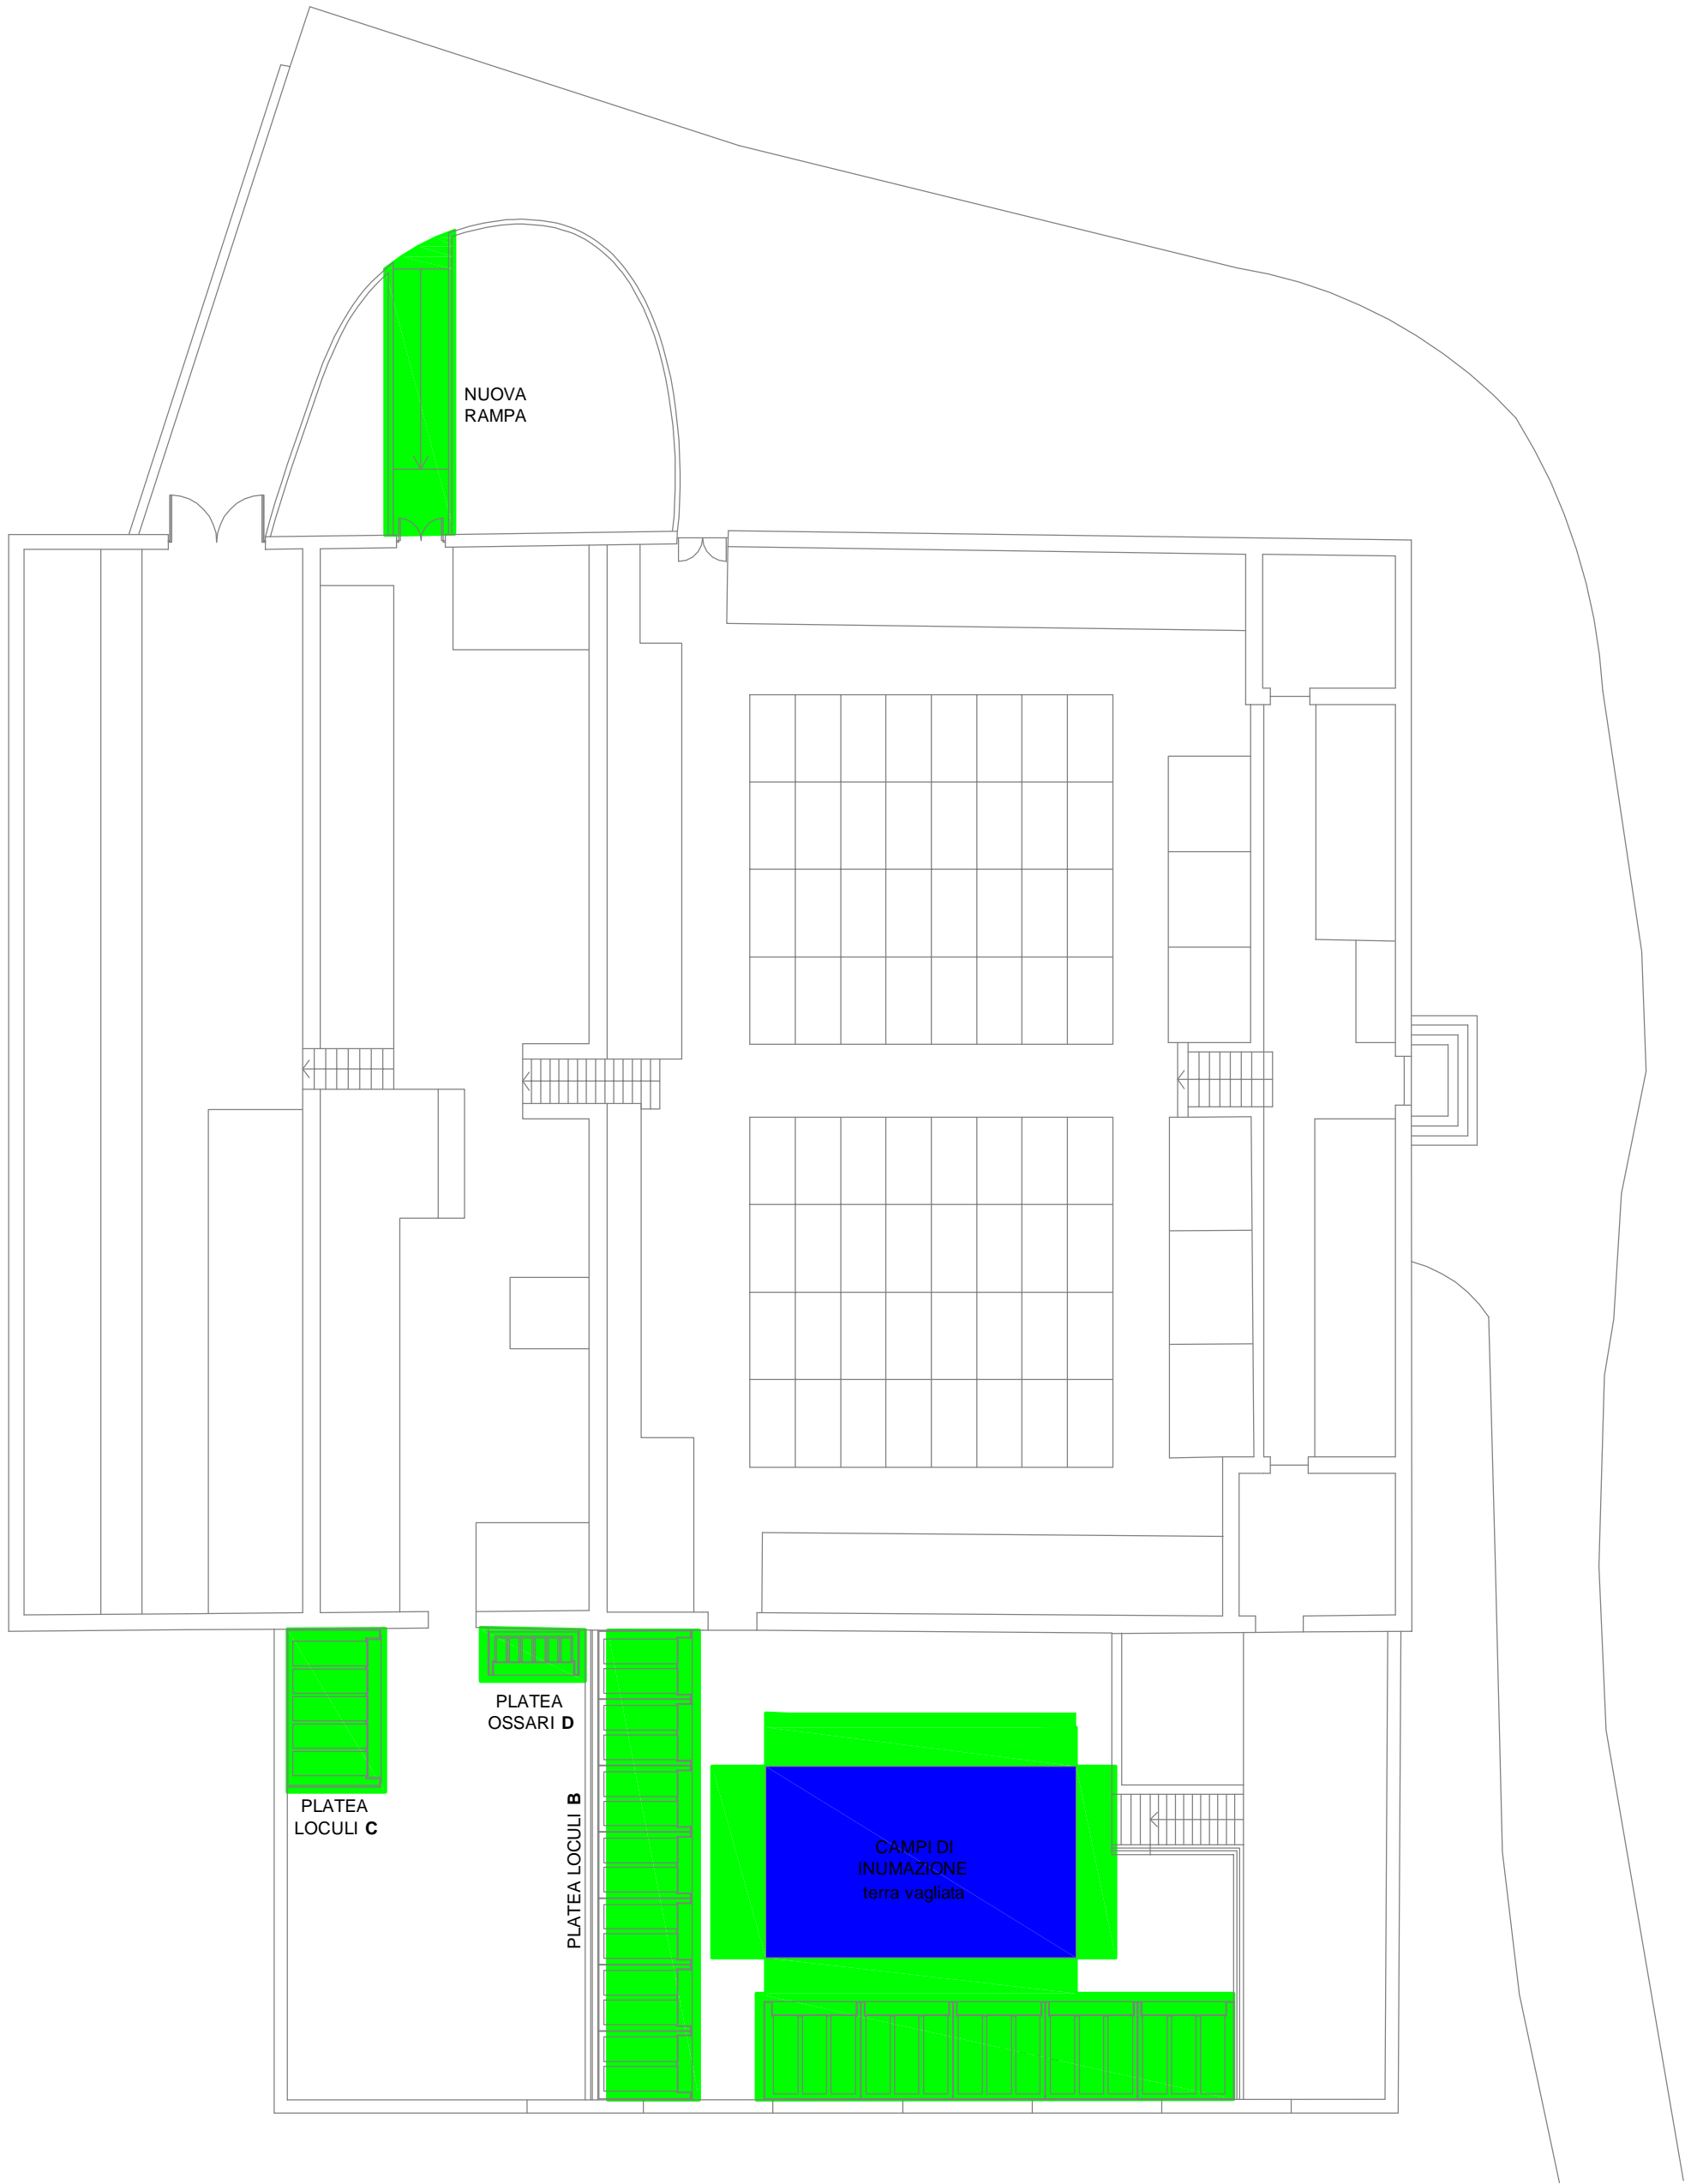 NUOVA
RAMPA
PLATEA
OSSARI D
PLATEA
LOCULI C
PLATEA LOCULI B
CAMPI DI
INUMAZIONE
terra vagliata